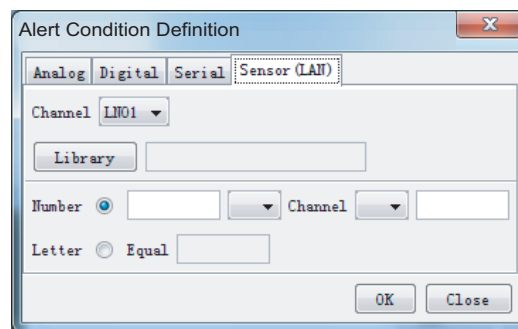 Alert Condition Definition
Analog Digital Serial Sensor(LAN)
Channel LN01
Library
Number Channel
Letter Equal
OK Close